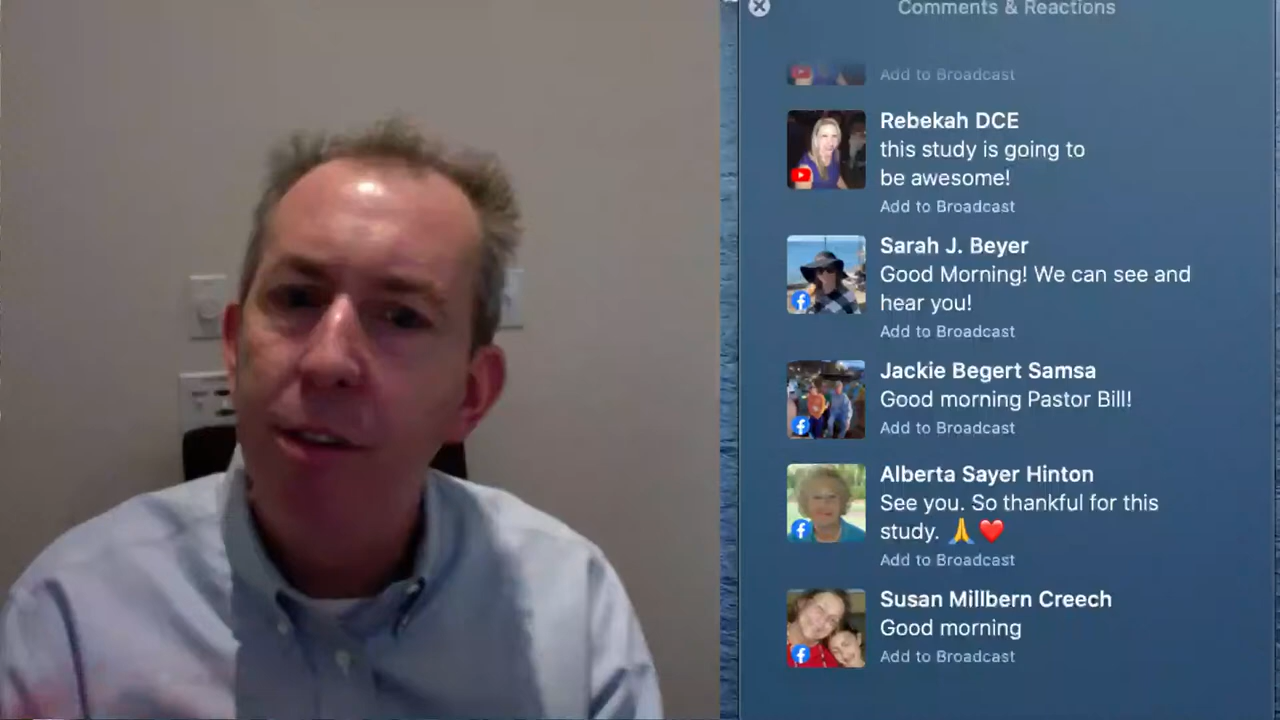 Comments & Reactions
Add to Broadcast
Rebekah DCE
this study is going to
be awesome!
Add to Broadcast
Sarah J. Beyer
Good Morning! We can see and
hear you!
Add to Broadcast
Jackie Begert Samsa
Good morning Pastor Bill!
Add to Broadcast
Alberta Sayer Hinton
See you. So thankful for this
study. 🙏❤️
Add to Broadcast
Susan Millbern Creech
Good morning
Add to Broadcast